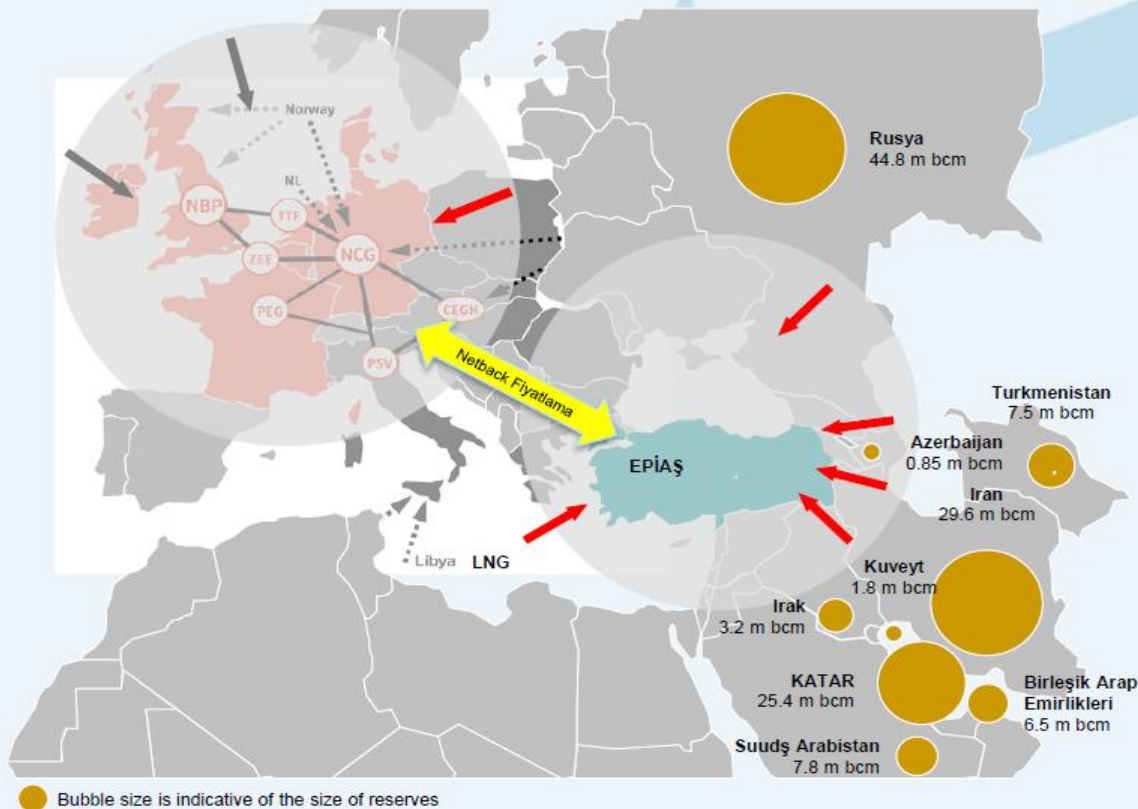 Norway
NL
NBP
TTF
ZEE
NCG
PEG
CEGH
PSV
Netback Fiyatlama
EPİAŞ
Libya
LNG
Rusya
44.8 m bcm
Turkmenistan
7.5 m bcm
Azerbaijan
0.85 m bcm
Iran
29.6 m bcm
Kuveyt
1.8 m bcm
Irak
3.2 m bcm
KATAR
25.4 m bcm
Birleşik Arap
Emirlikleri
6.5 m bcm
Suudş Arabistan
7.8 m bcm
Bubble size is indicative of the size of reserves